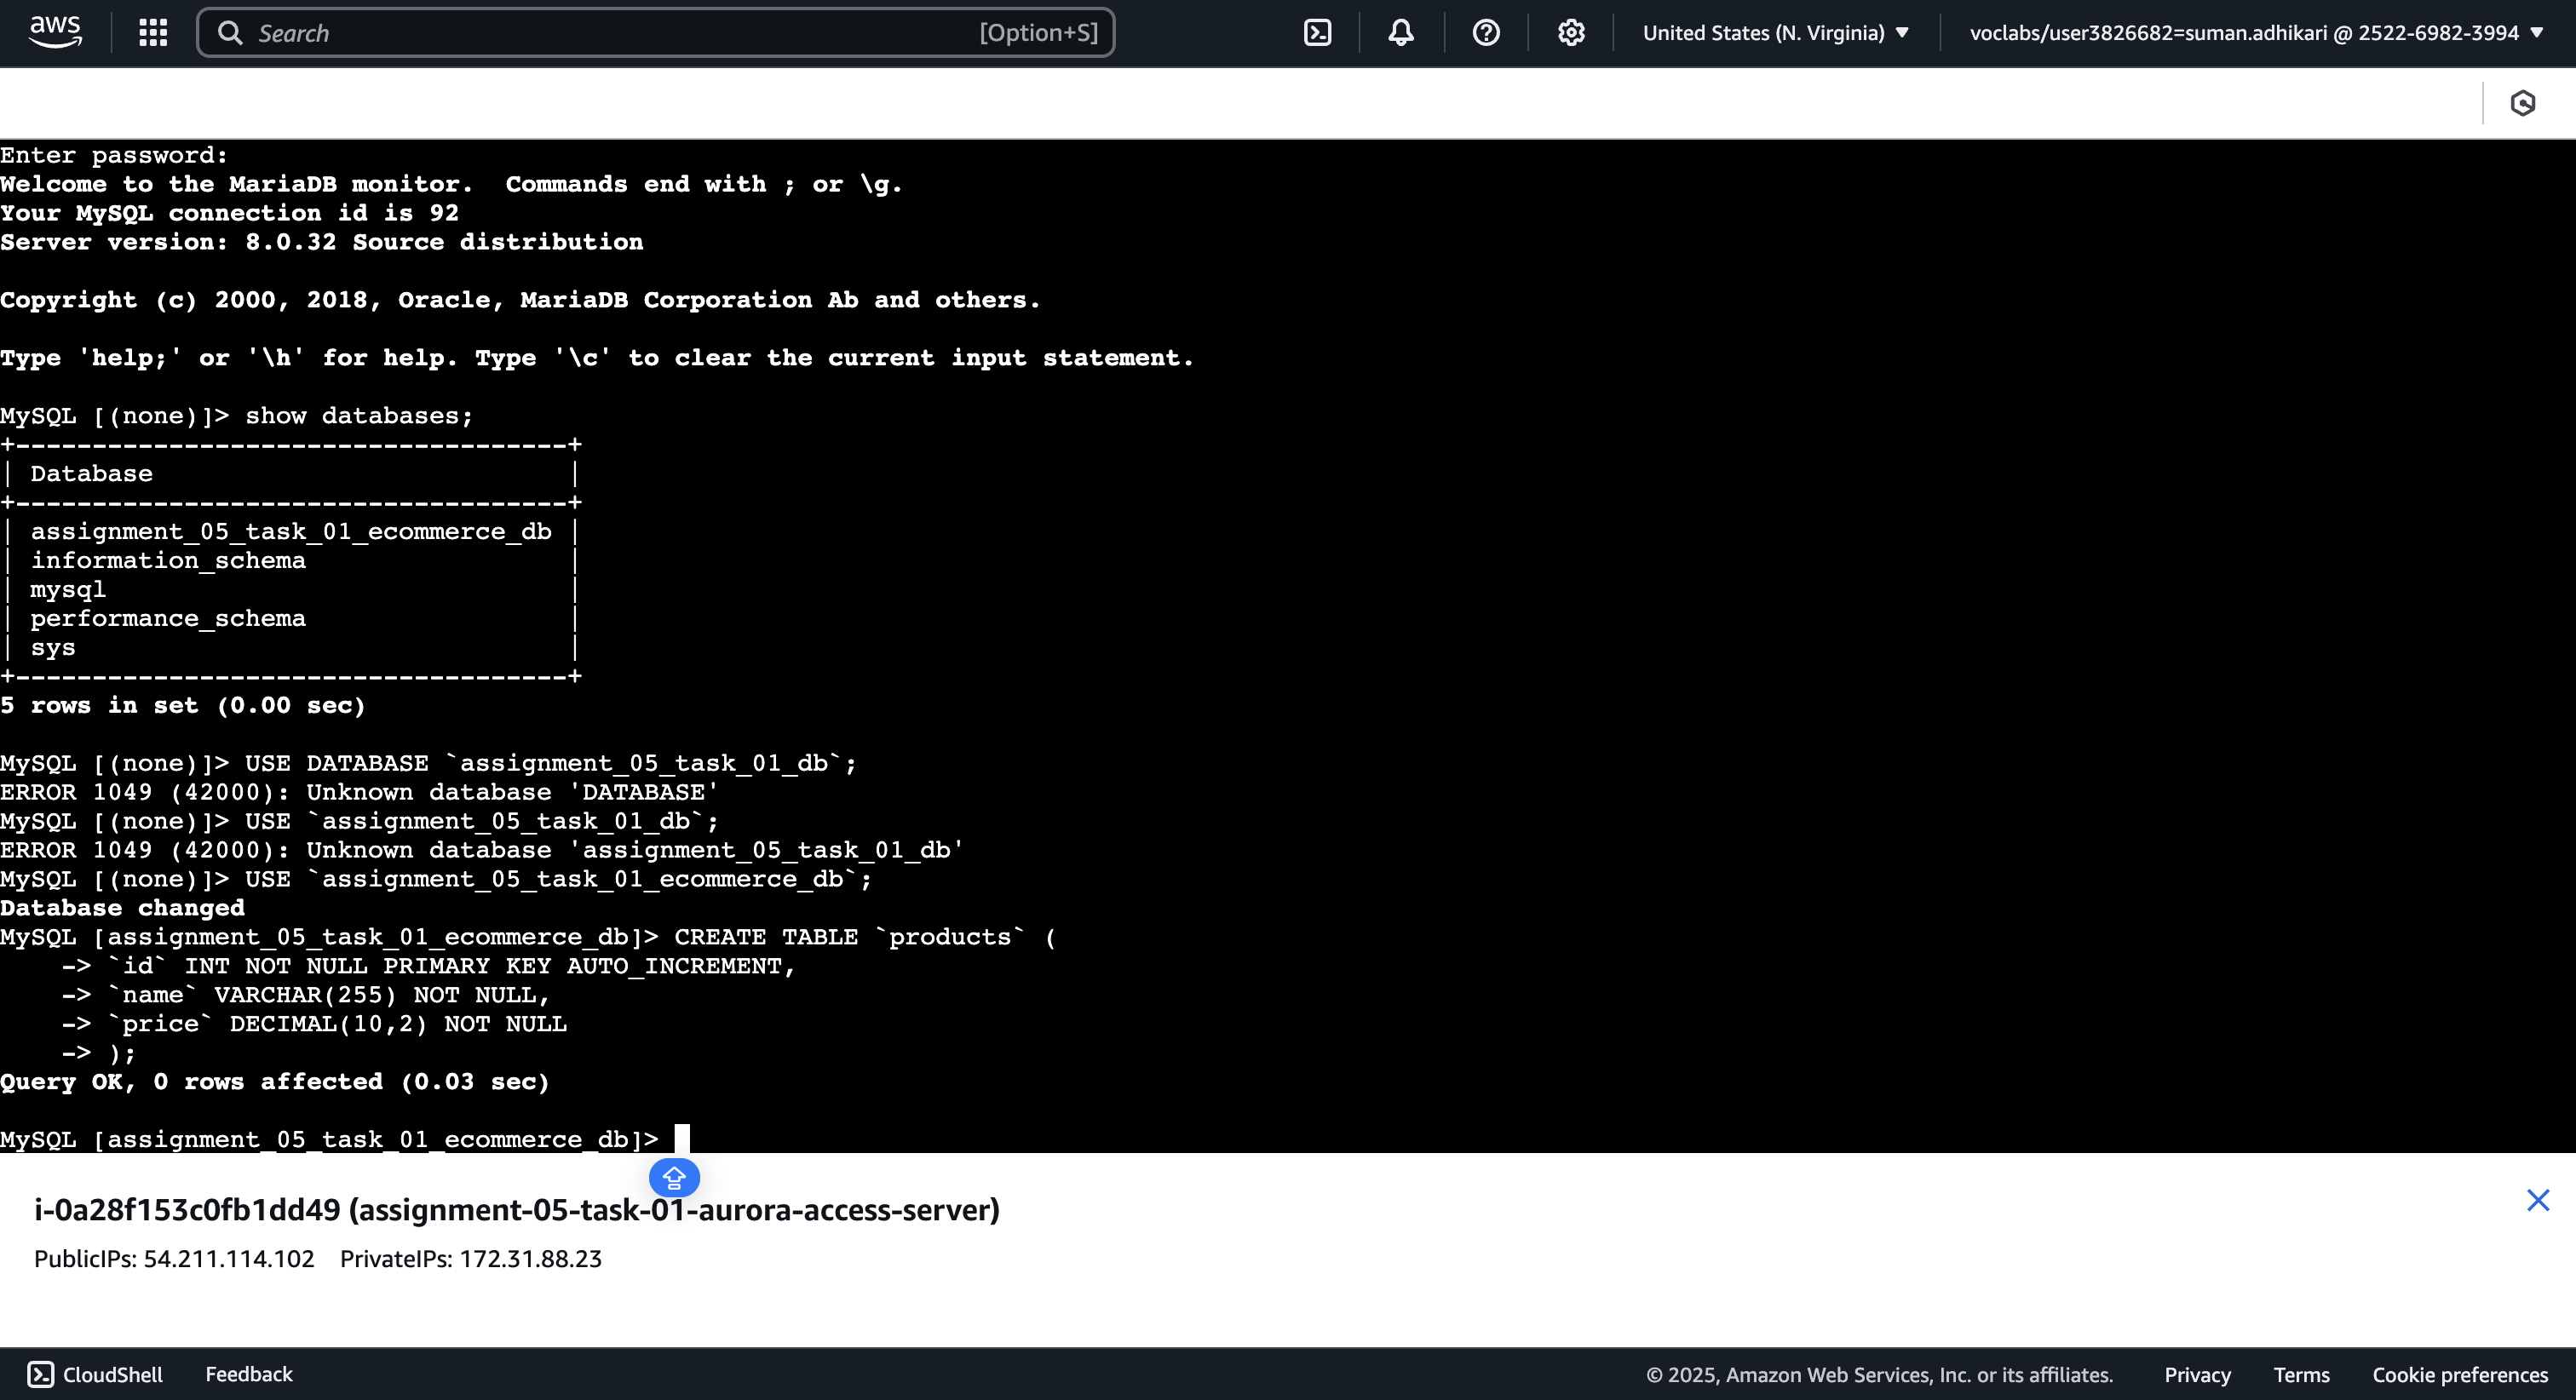 aws
Search [Option+S] United States (N. Virginia) voclabs/user3826682=suman.adhikari @ 2522-6982-3994
Enter password:
Welcome to the MariaDB monitor.  Commands end with ; or \g.
Your MySQL connection id is 92
Server version: 8.0.32 Source distribution

Copyright (c) 2000, 2018, Oracle, MariaDB Corporation Ab and others.

Type 'help;' or '\h' for help. Type '\c' to clear the current input statement.

MySQL [(none)]> show databases;
+------------------------------------+
| Database                           |
+------------------------------------+
| assignment_05_task_01_ecommerce_db |
| information_schema                 |
| mysql                              |
| performance_schema                 |
| sys                                |
+------------------------------------+
5 rows in set (0.00 sec)

MySQL [(none)]> USE DATABASE `assignment_05_task_01_db`;
ERROR 1049 (42000): Unknown database 'DATABASE'
MySQL [(none)]> USE `assignment_05_task_01_db`;
ERROR 1049 (42000): Unknown database 'assignment_05_task_01_db'
MySQL [(none)]> USE `assignment_05_task_01_ecommerce_db`;
Database changed
MySQL [assignment_05_task_01_ecommerce_db]> CREATE TABLE `products` (
    -> `id` INT NOT NULL PRIMARY KEY AUTO_INCREMENT,
    -> `name` VARCHAR(255) NOT NULL,
    -> `price` DECIMAL(10,2) NOT NULL
    -> );
Query OK, 0 rows affected (0.03 sec)

MySQL [assignment_05_task_01_ecommerce_db]>
i-0a28f153c0fb1dd49 (assignment-05-task-01-aurora-access-server)
PublicIPs: 54.211.114.102 PrivateIPs: 172.31.88.23
CloudShell Feedback © 2025, Amazon Web Services, Inc. or its affiliates. Privacy Terms Cookie preferences